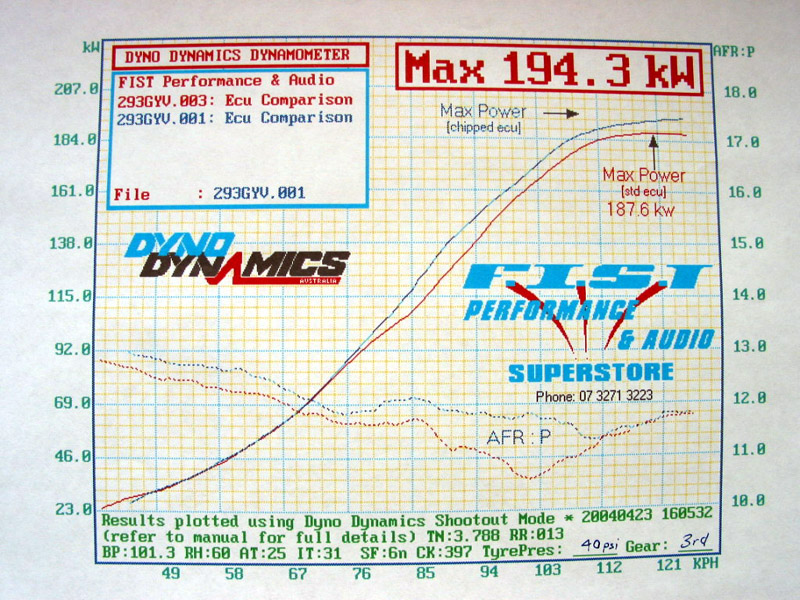 kW
DYNO DYNAMICS DYNAMOMETER
Max 194.3 kW
AFR:P
FIST Performance & Audio
293GYV.003: Ecu Comparison
293GYV.001: Ecu Comparison
File : 293GYV.001
Max Power
[chipped ecu]
Max Power
[std ecu]
187.6 kw
207.0
184.0
161.0
138.0
115.0
92.0
69.0
46.0
23.0
18.0
17.0
16.0
15.0
14.0
13.0
12.0
11.0
10.0
DYNO
DYNAMICS
AUSTRALIA
F.I.S.T
PERFORMANCE
& AUDIO
SUPERSTORE
Phone: 07 3271 3223
AFR : P
Results plotted using Dyno Dynamics Shootout Mode * 20040423 160532
(refer to manual for full details) TN:3.788 RR:013
BP:101.3 RH:60 AT:25 IT:31 SF:6n CK:397 TyrePres: 40psi Gear: 3rd
49 58 67 76 85 94 103 112 121 KPH